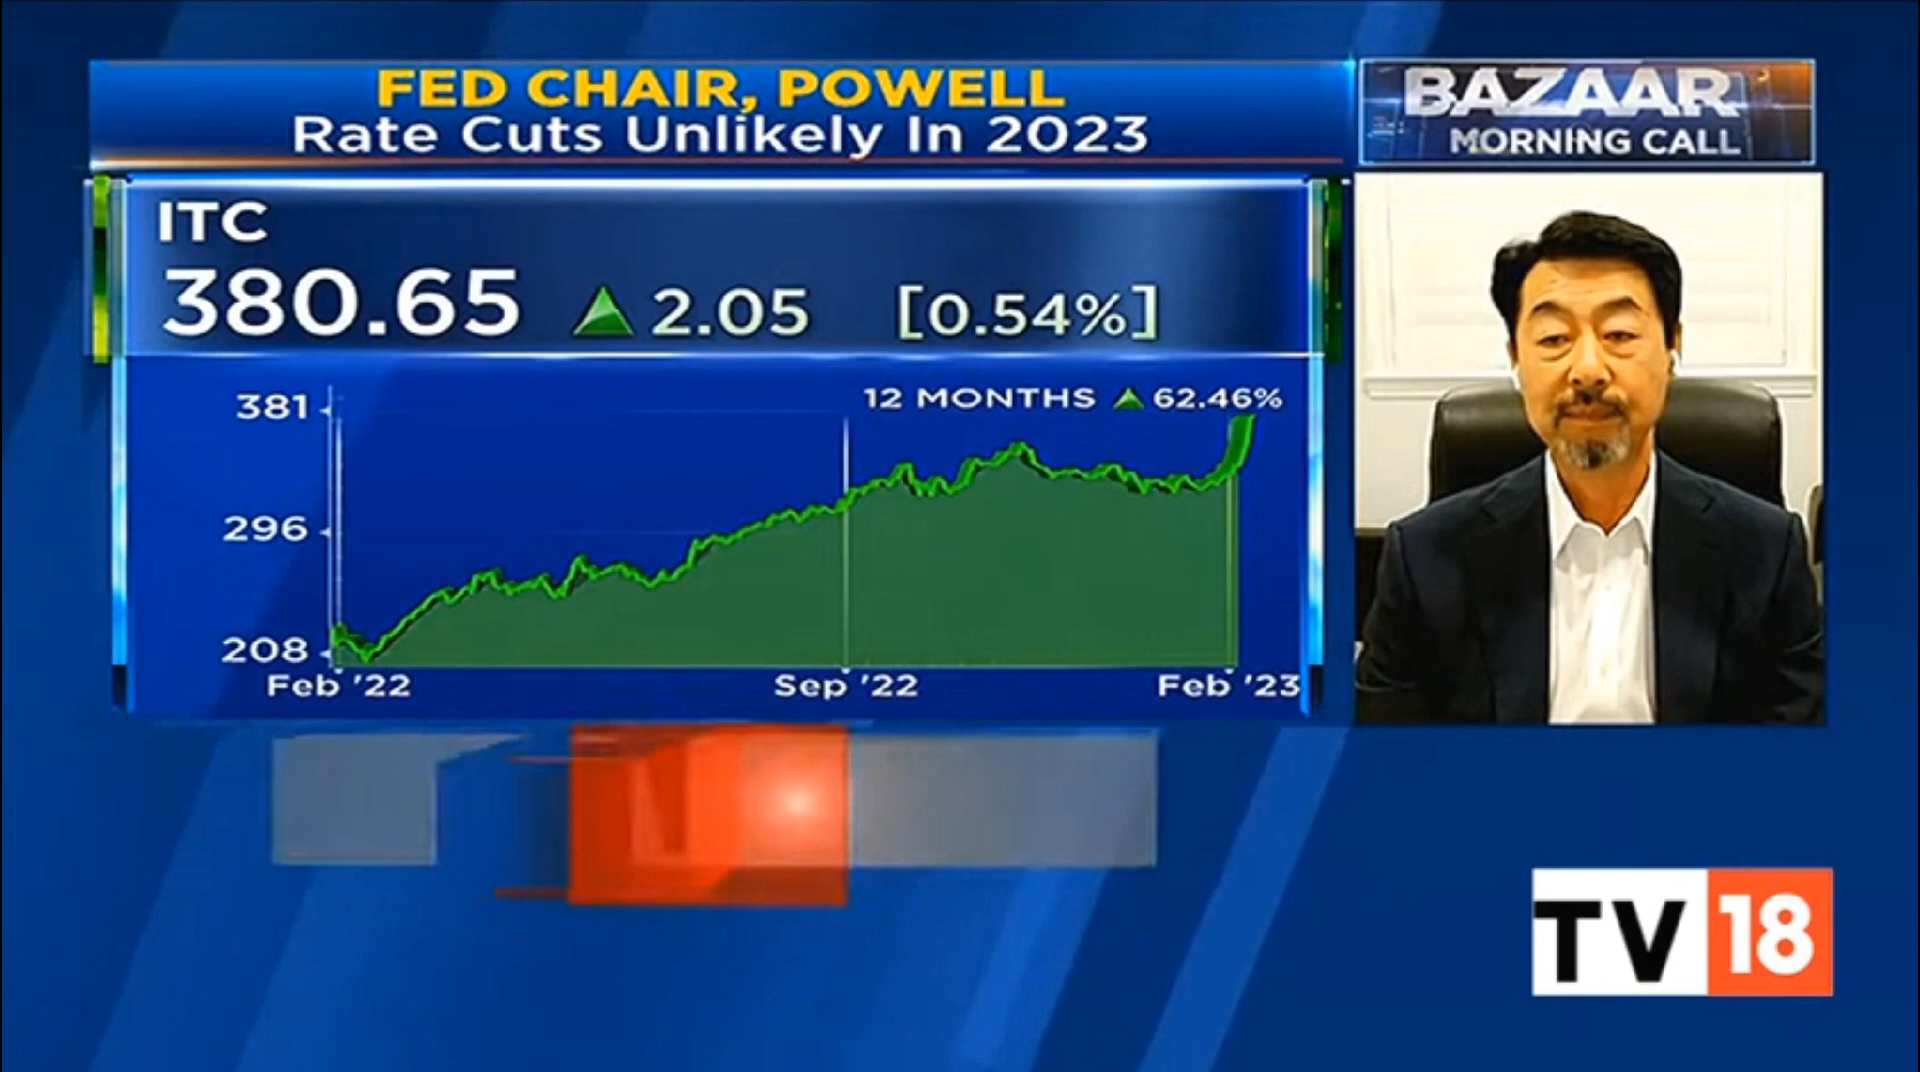 FED CHAIR, POWELL
Rate Cuts Unlikely In 2023
BAZAAR
MORNING CALL
ITC
380.65 ▲ 2.05 [0.54%]
12 MONTHS ▲ 62.46%
381
296
208
Feb '22 Sep '22 Feb '23
TV18